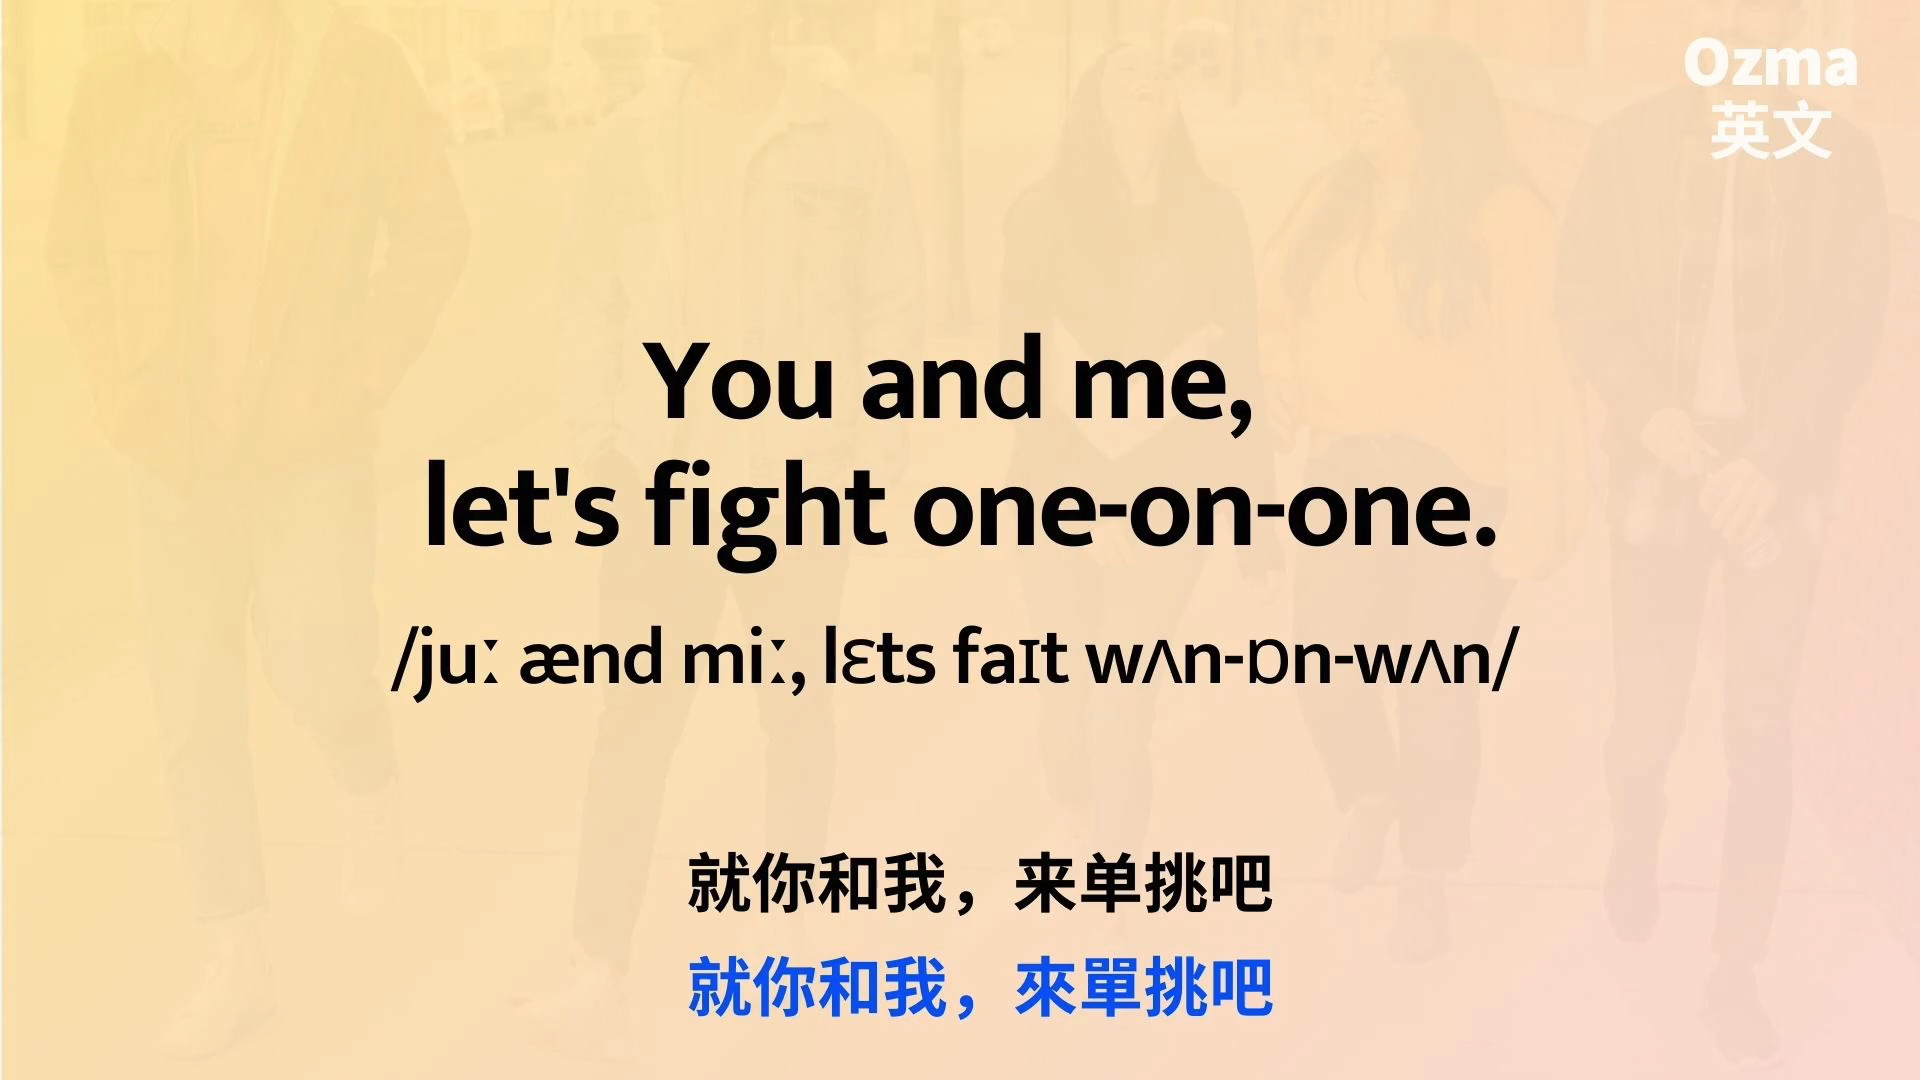 Ozma
英文
You and me,
let's fight one-on-one.
/juː ænd miː, lɛts faɪt wʌn-ɒn-wʌn/
就你和我，来单挑吧
就你和我，來單挑吧